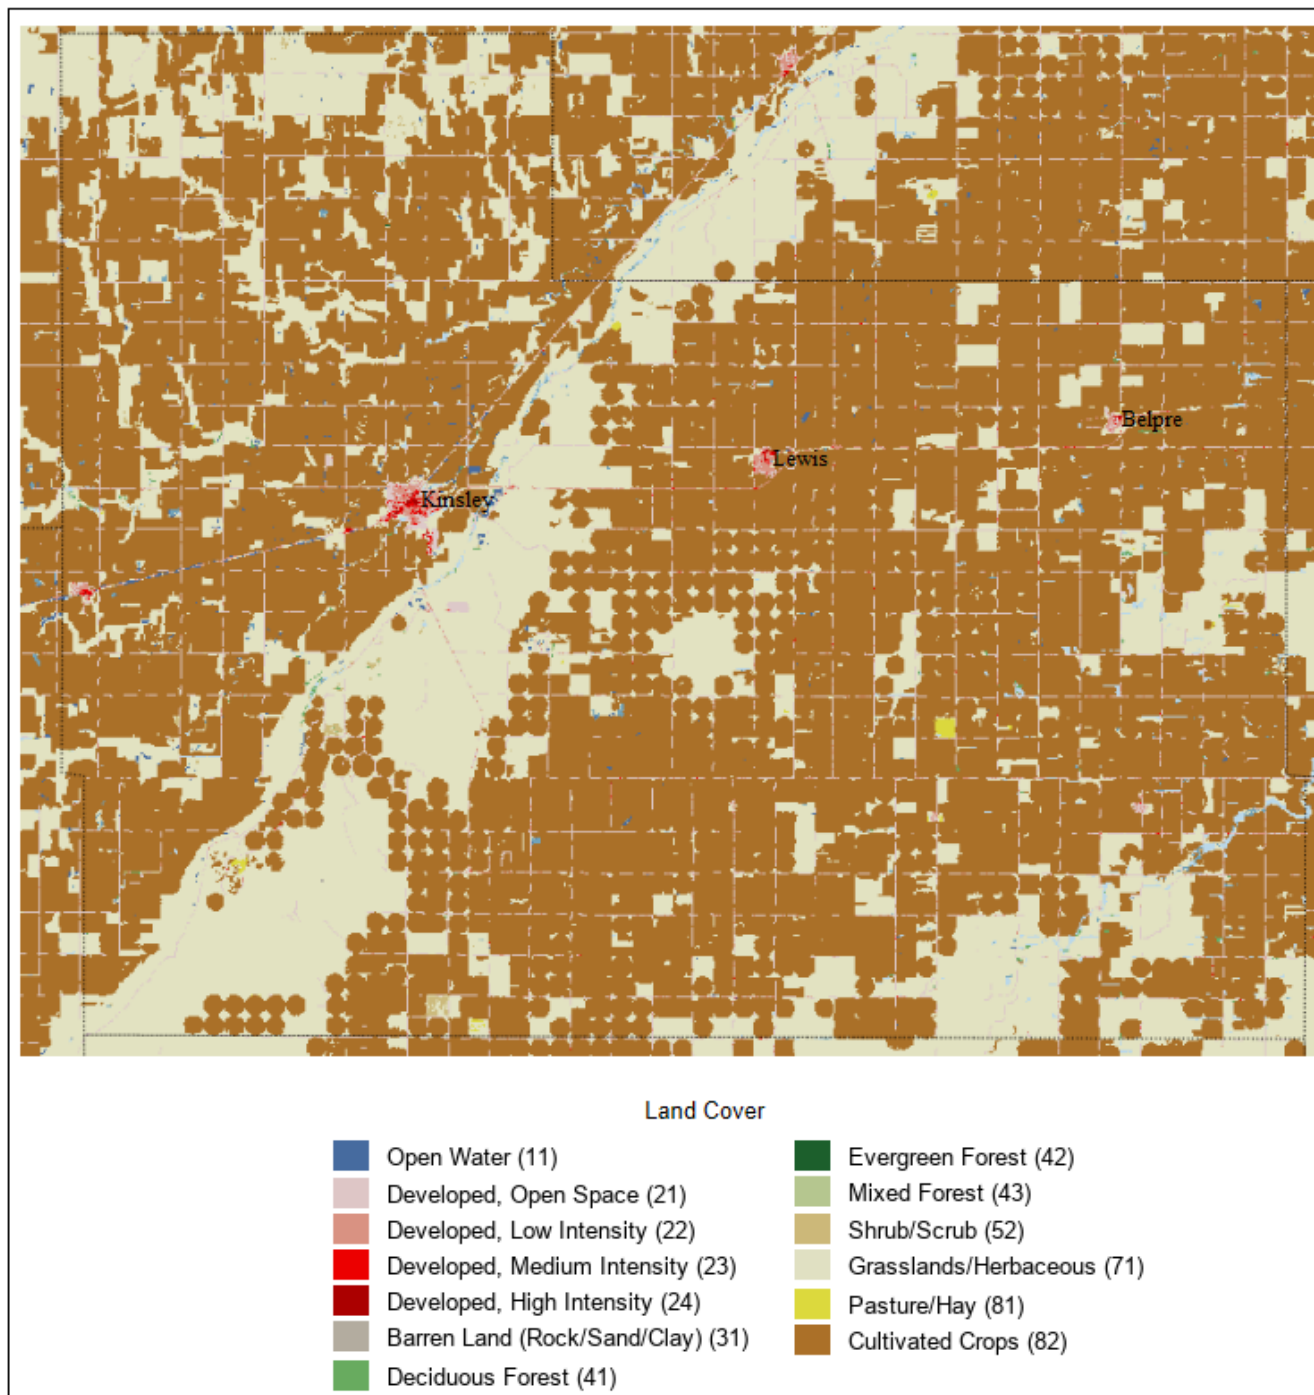 Belpre
Lewis
Kinsley
Land Cover
Open Water (11)
Developed, Open Space (21)
Developed, Low Intensity (22)
Developed, Medium Intensity (23)
Developed, High Intensity (24)
Barren Land (Rock/Sand/Clay) (31)
Deciduous Forest (41)
Evergreen Forest (42)
Mixed Forest (43)
Shrub/Scrub (52)
Grasslands/Herbaceous (71)
Pasture/Hay (81)
Cultivated Crops (82)